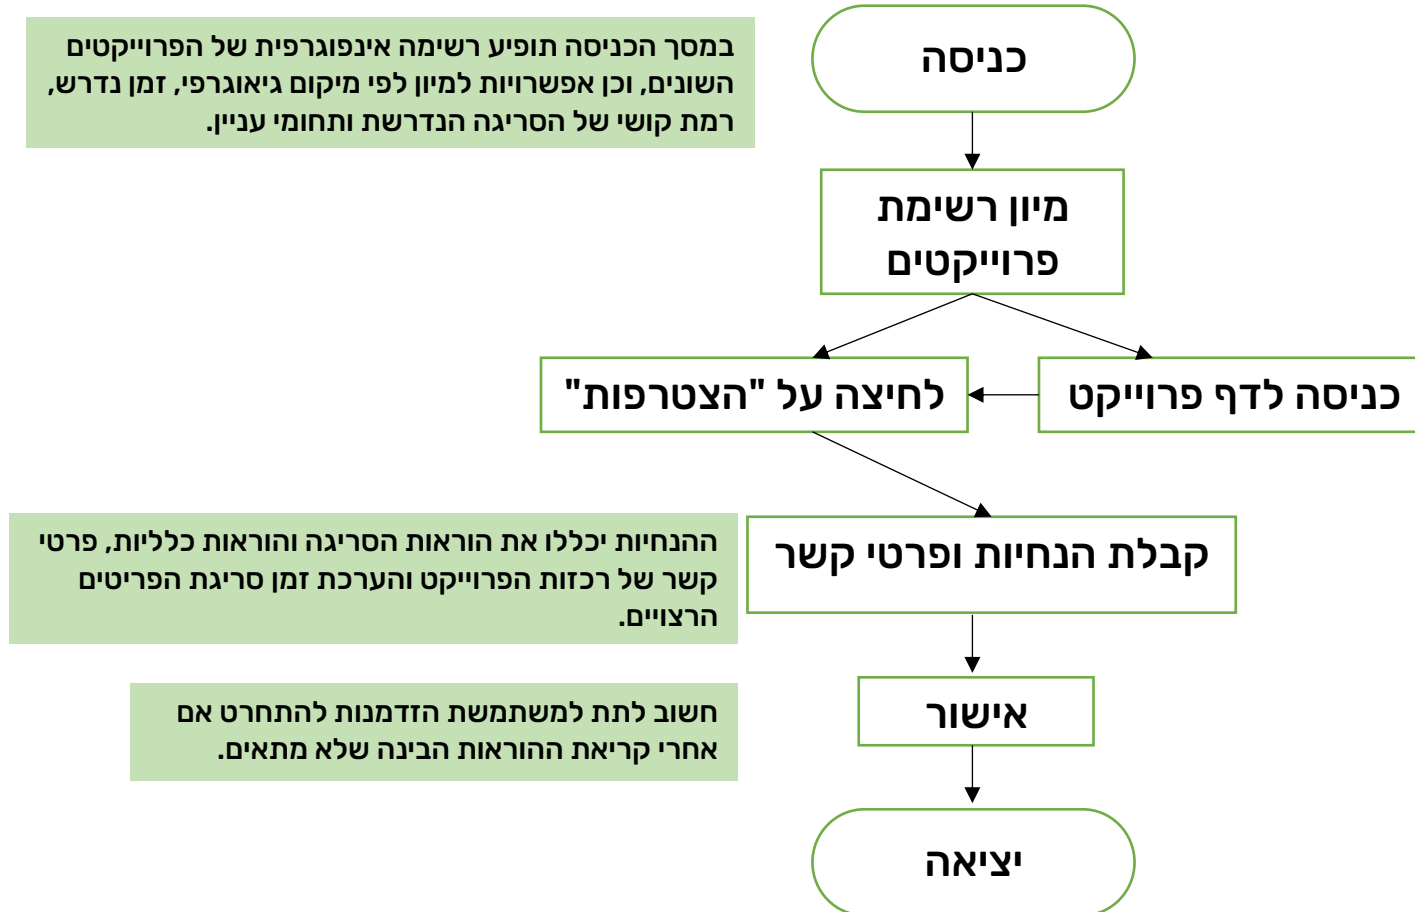 כניסה
במסך הכניסה תופיע רשימה אינפוגרפית של הפרוייקטים
השונים, וכן אפשרויות למיון לפי מיקום גיאוגרפי, זמן נדרש,
רמת קושי של הסריגה הנדרשת ותחומי עניין.
מיון רשימת
פרוייקטים
כניסה לדף פרוייקט
לחיצה על "הצטרפות"
קבלת הנחיות ופרטי קשר
ההנחיות יכללו את הוראות הסריגה והוראות כלליות, פרטי
קשר של רכזות הפרוייקט והערכת זמן סריגת הפריטים
הרצויים.
אישור
חשוב לתת למשתמשת הזדמנות להתחרט אם
אחרי קריאת ההוראות הבינה שלא מתאים.
יציאה